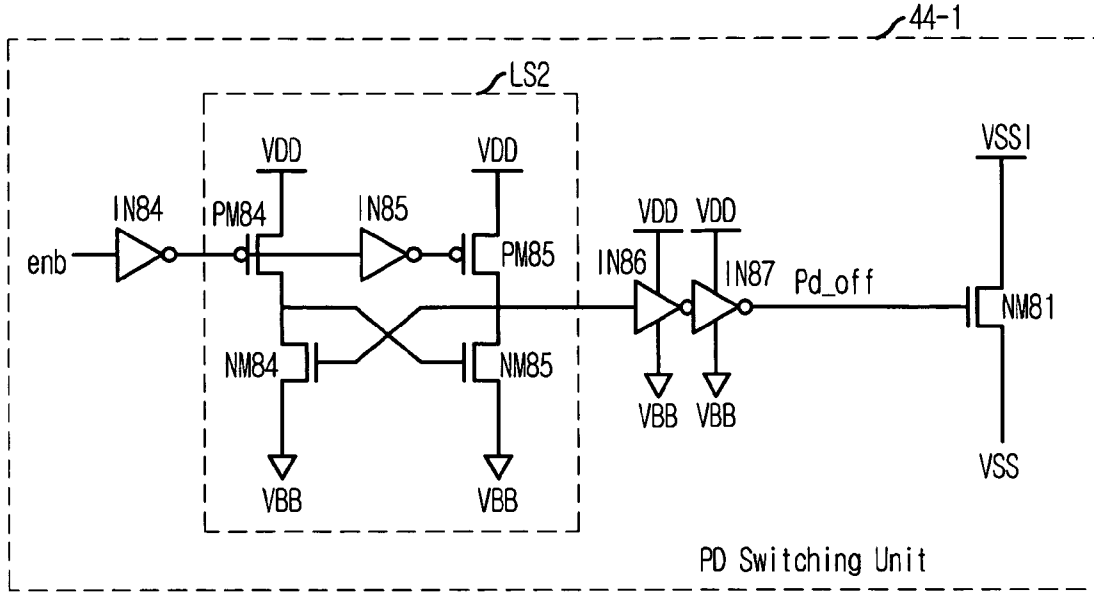 44-1
LS2
VDD
VDD
VSSI
IN84
PM84
IN85
VDD
VDD
enb
PM85
IN86
IN87
Pd_off
NM81
NM84
NM85
VBB
VBB
VBB
VBB
VSS
PD Switching Unit